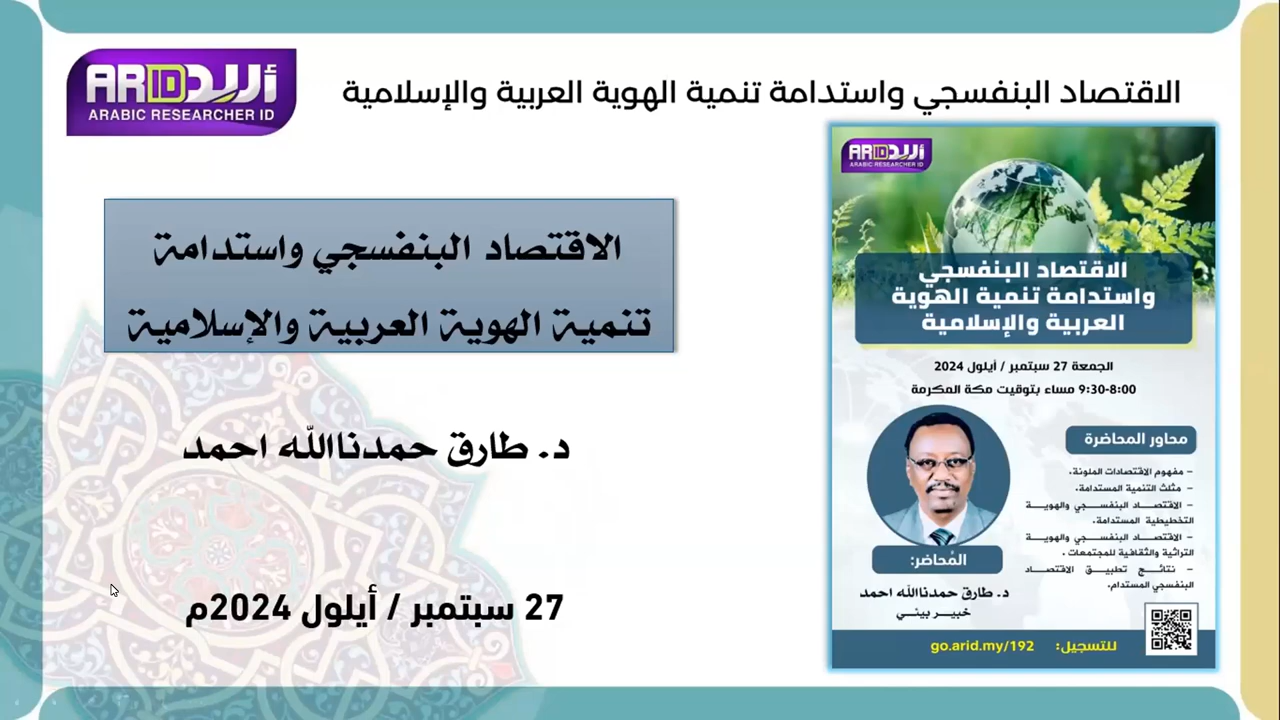 أريد
ARID
ARABIC RESEARCHER ID
الاقتصاد البنفسجي واستدامة تنمية الهوية العربية والإسلامية
الاقتصاد البنفسجي واستدامة
تنمية الهوية العربية والإسلامية
د. طارق حمدناالله احمد
27 سبتمبر / أيلول 2024م
أريد
ARID
ARABIC RESEARCHER ID
الاقتصاد البنفسجي
واستدامة تنمية الهوية
العربية والإسلامية
الجمعة 27 سبتمبر / أيلول 2024
8:00-9:30 مساء بتوقيت مكة المكرمة
محاور المحاضرة
- مفهوم الاقتصادات الملونة.
- مثلث التنمية المستدامة.
- الاقتصاد البنفسجي والهوية
التخطيطية المستدامة.
- الاقتصاد البنفسجي والهوية
التراثية والثقافية للمجتمعات .
- نتائج تطبيق الاقتصاد
البنفسجي المستدام.
المُحاضر:
د. طارق حمدناالله احمد
خبير بيئي
للتسجيل: go.arid.my/192